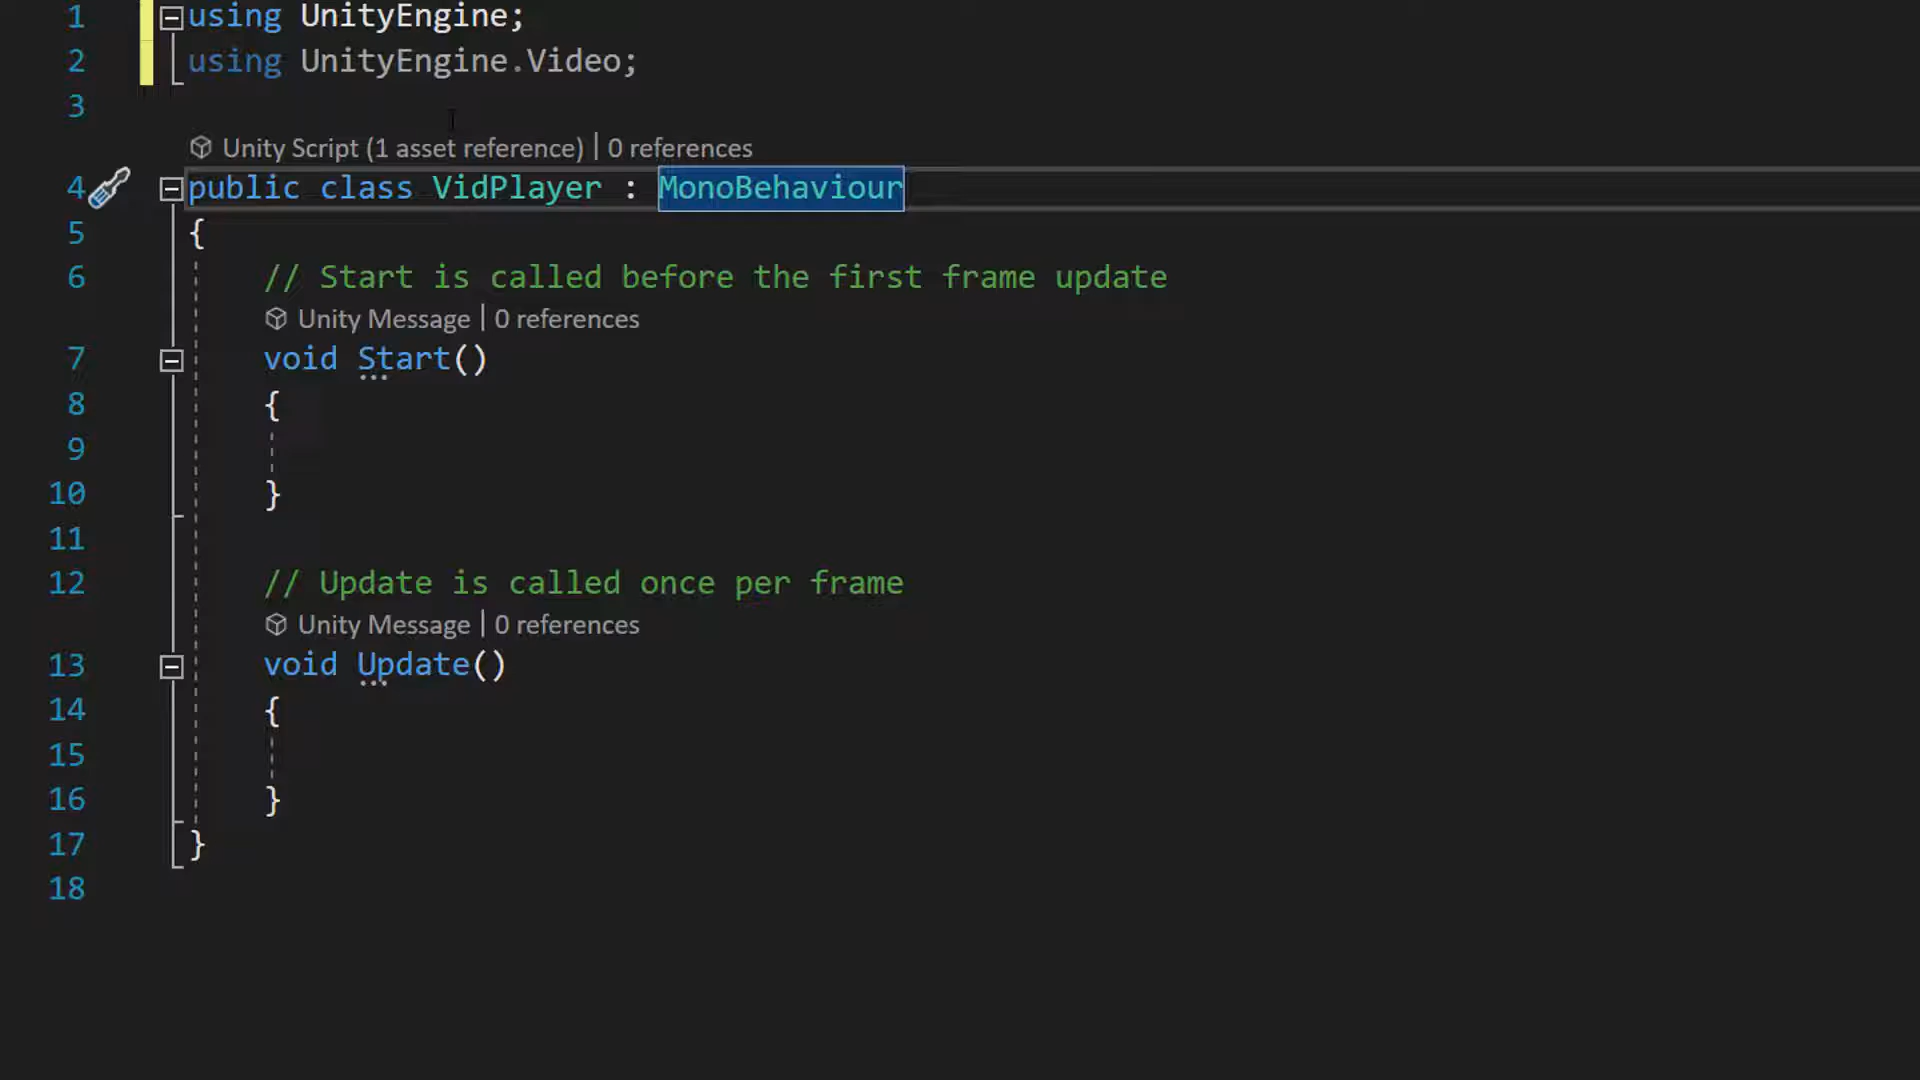 1 using UnityEngine;
2 using UnityEngine.Video;
3
Unity Script (1 asset reference) | 0 references
4 public class VidPlayer : MonoBehaviour
5 {
6 // Start is called before the first frame update
Unity Message | 0 references
7 void Start()
8 {
9
10 }
11
12 // Update is called once per frame
Unity Message | 0 references
13 void Update()
14 {
15
16 }
17 }
18